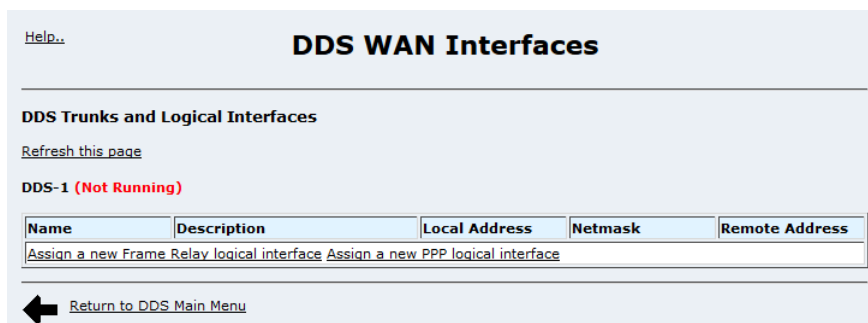 Help..
DDS WAN Interfaces
DDS Trunks and Logical Interfaces
Refresh this page
DDS-1 (Not Running)
Name Description Local Address Netmask Remote Address
Assign a new Frame Relay logical interface Assign a new PPP logical interface
Return to DDS Main Menu